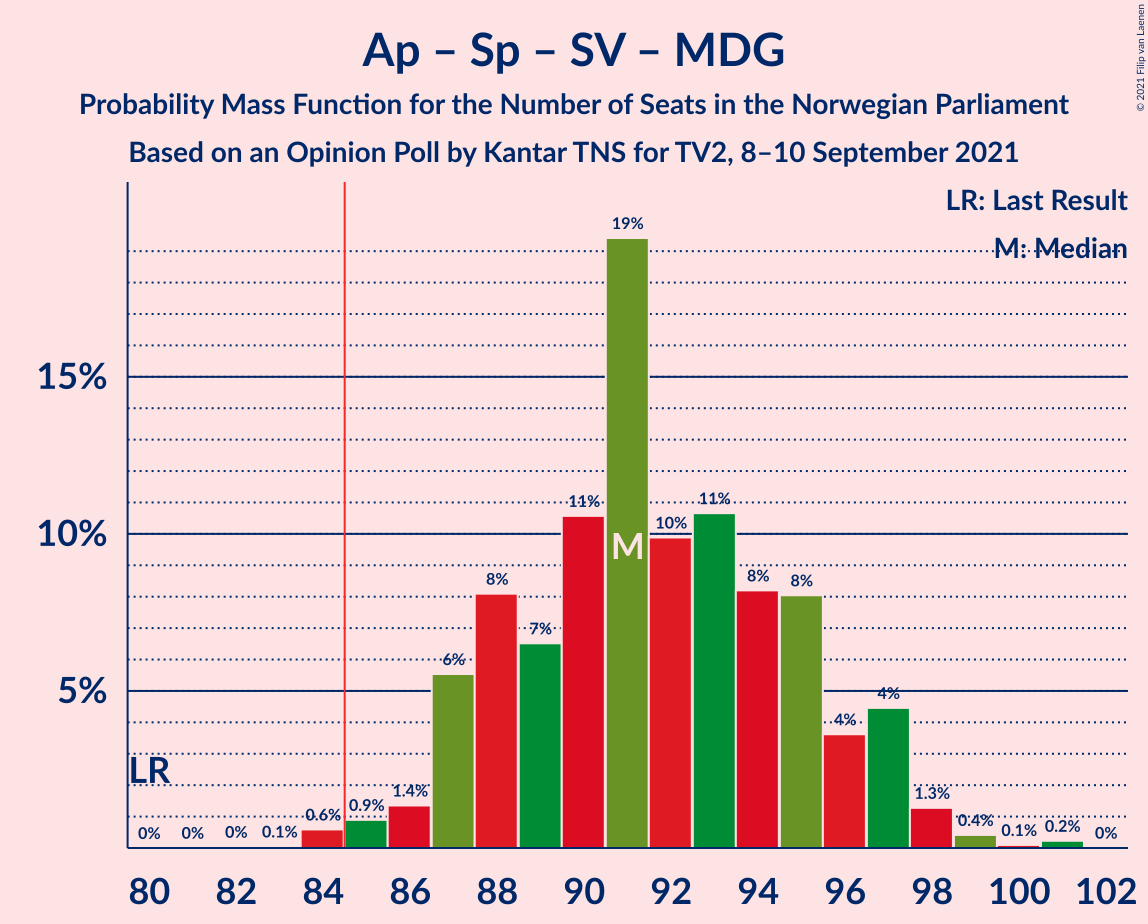 Ap – Sp – SV – MDG
Probability Mass Function for the Number of Seats in the Norwegian Parliament
Based on an Opinion Poll by Kantar TNS for TV2, 8–10 September 2021
© 2021 Filip van Laenen
LR: Last Result
M: Median
15%
10%
5%
LR
M
0%
0%
0%
0.1%
0.6%
0.9%
1.4%
6%
8%
7%
11%
19%
10%
11%
8%
8%
4%
4%
1.3%
0.4%
0.1%
0.2%
0%
80 82 84 86 88 90 92 94 96 98 100 102